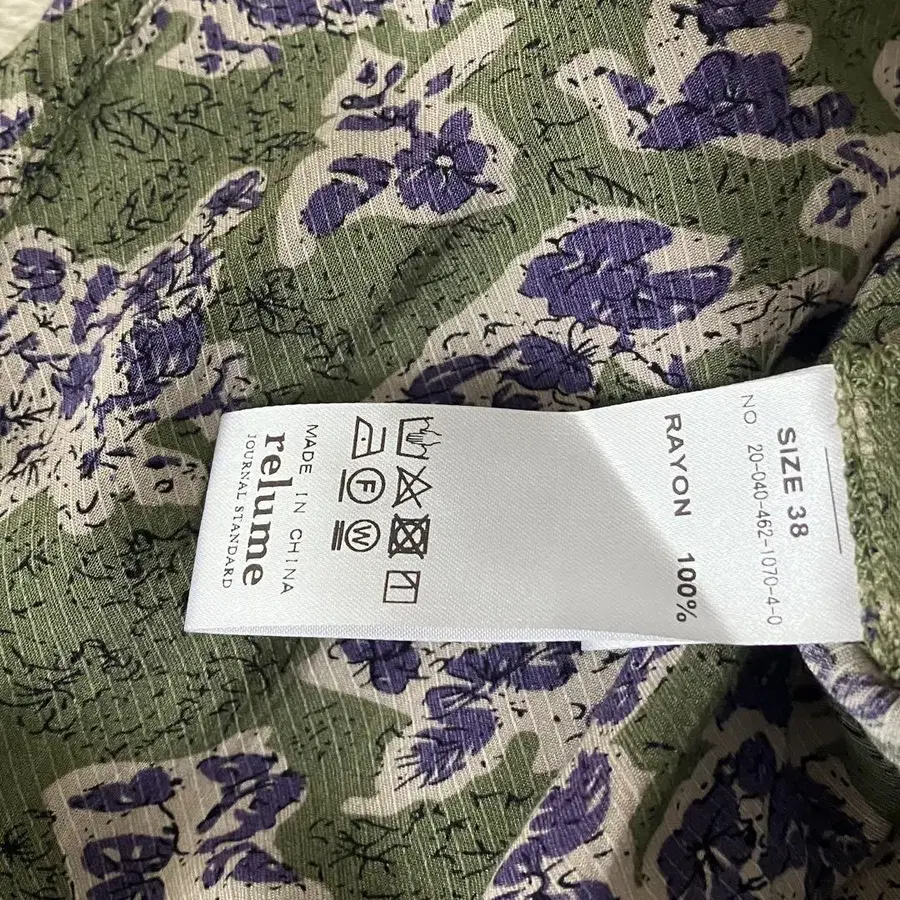 SIZE 38
NO 20-040-462-1070-4-0
RAYON 100%
F
W
MADE IN CHINA
relume
JOURNAL STANDARD